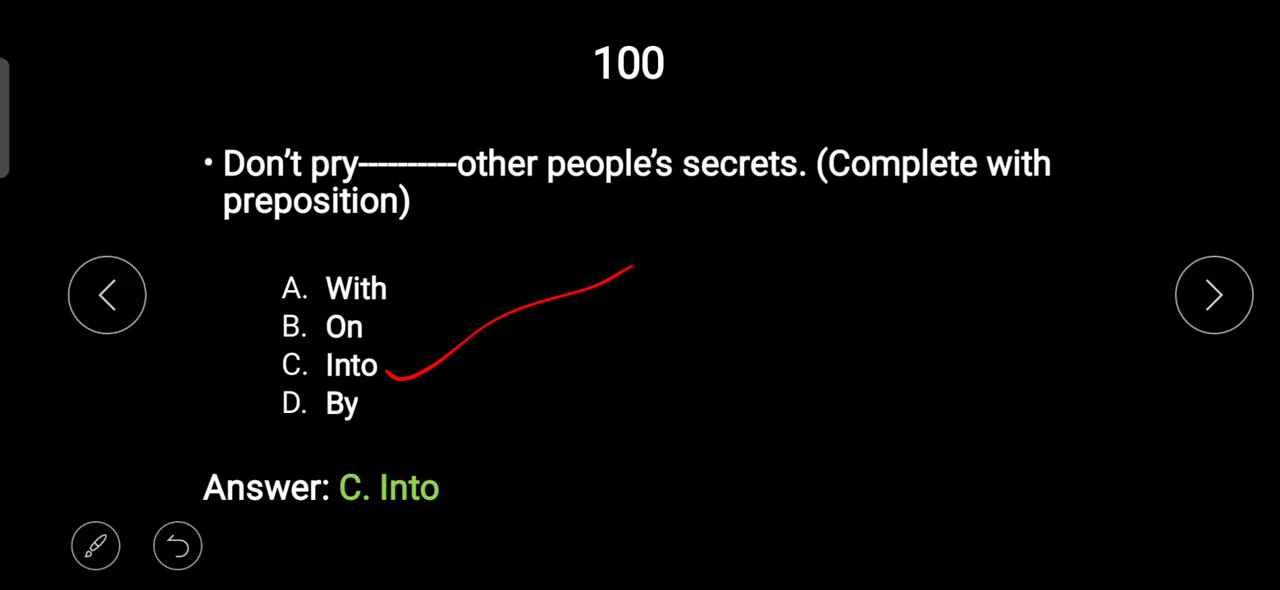 100
• Don’t pry----------other people’s secrets. (Complete with
preposition)
A. With
B. On
C. Into
D. By
Answer: C. Into